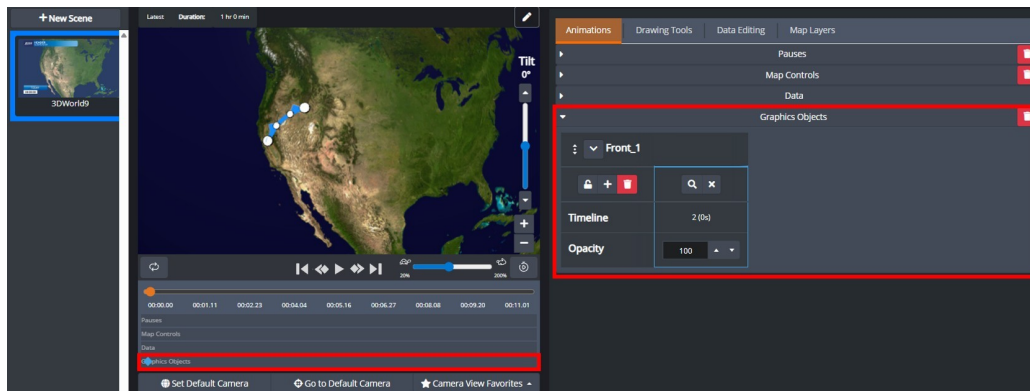 + New Scene
3DWorld9
Latest Duration: 1 hr 0 min
Tilt
0°
20% 200%
00:00.00 00:01.11 00:02.23 00:04.04 00:05.16 00:06.27 00:08.08 00:09.20 00:11.01
Pauses
Map Controls
Data
Graphics Objects
Set Default Camera Go to Default Camera Camera View Favorites
Animations Drawing Tools Data Editing Map Layers
Pauses
Map Controls
Data
Graphics Objects
Front_1
Timeline 2 (0s)
Opacity 100